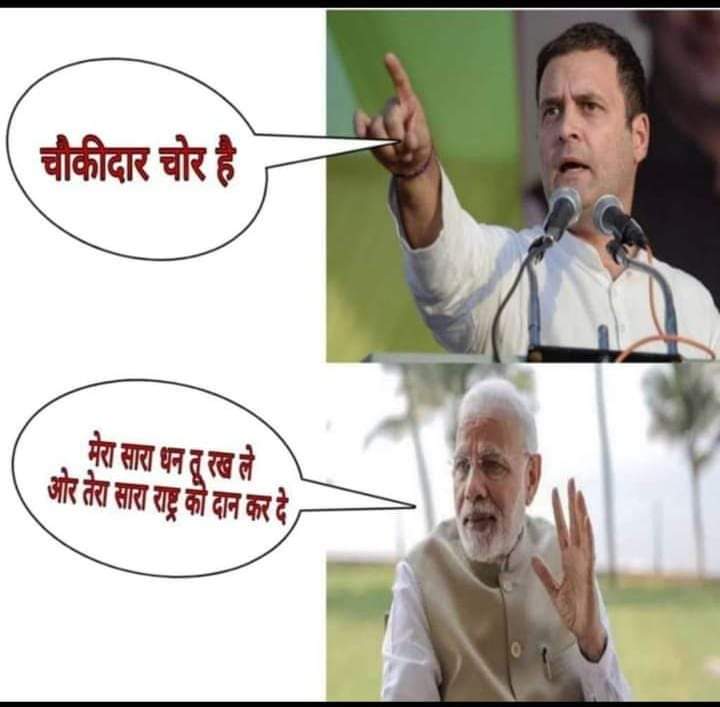 चौकीदार चोर है
मेरा सारा धन तू रख ले
ओर तेरा सारा राष्ट्र को दान कर दे